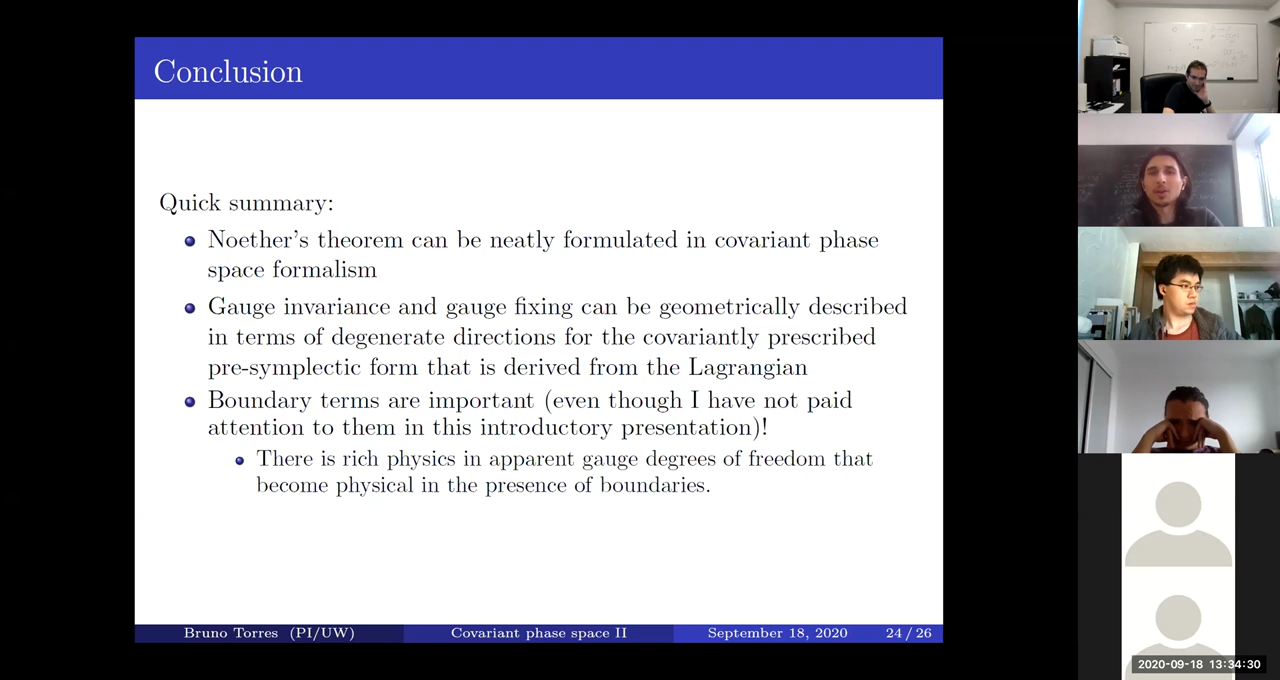 Conclusion
Quick summary:
Noether's theorem can be neatly formulated in covariant phase
space formalism
Gauge invariance and gauge fixing can be geometrically described
in terms of degenerate directions for the covariantly prescribed
pre-symplectic form that is derived from the Lagrangian
Boundary terms are important (even though I have not paid
attention to them in this introductory presentation)!
There is rich physics in apparent gauge degrees of freedom that
become physical in the presence of boundaries.
Bruno Torres (PI/UW) Covariant phase space II September 18, 2020 24 / 26
2020-09-18 13:34:30